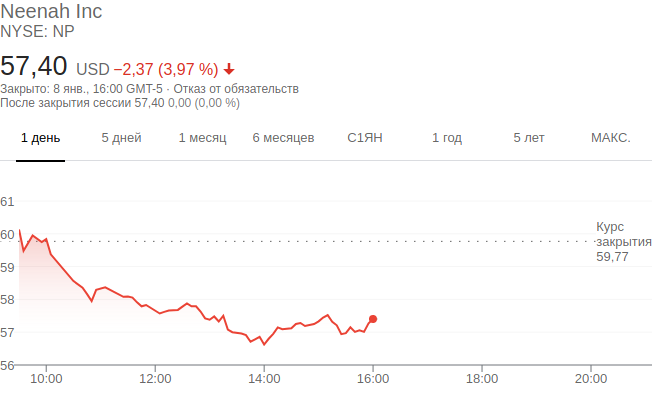 Neenah Inc
NYSE: NP
57,40 USD −2,37 (3,97 %)
Закрыто: 8 янв., 16:00 GMT-5 · Отказ от обязательств
После закрытия сессии 57,40 0,00 (0,00 %)
1 день 5 дней 1 месяц 6 месяцев С1ЯН 1 год 5 лет МАКС.
61
60
59
58
57
56
Курс
закрытия
59,77
10:00 12:00 14:00 16:00 18:00 20:00